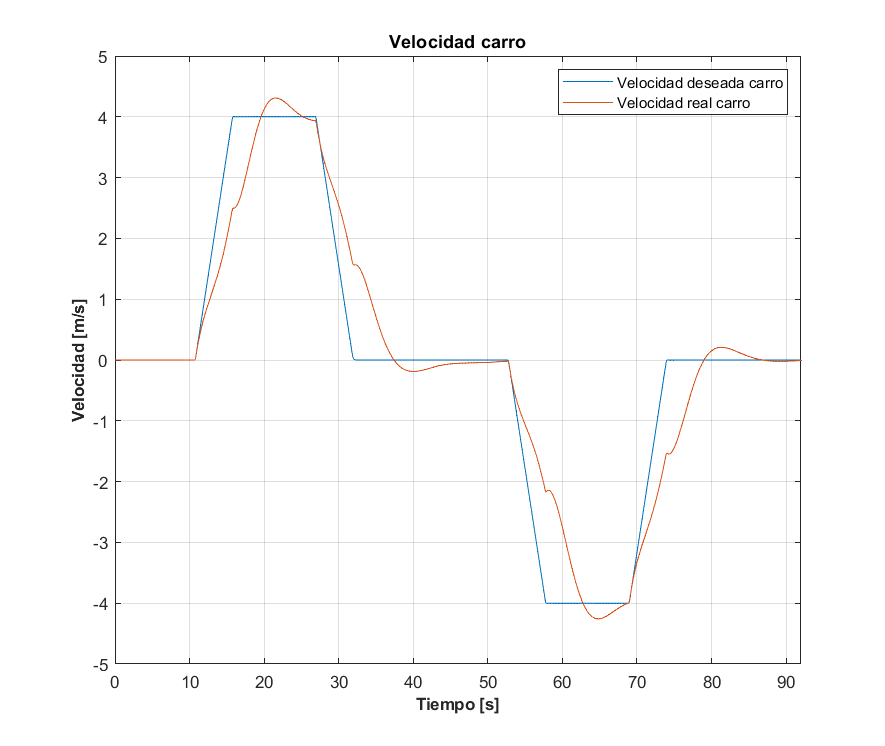 Velocidad carro
Velocidad deseada carro
Velocidad real carro
5
4
3
2
1
0
-1
-2
-3
-4
-5
Velocidad [m/s]
0 10 20 30 40 50 60 70 80 90
Tiempo [s]